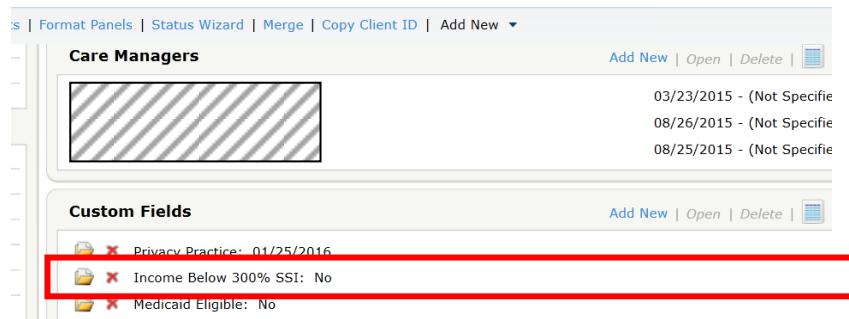 s | Format Panels | Status Wizard | Merge | Copy Client ID | Add New
Care Managers
Add New | Open | Delete |
03/23/2015 - (Not Specifie
08/26/2015 - (Not Specifie
08/25/2015 - (Not Specifie
Custom Fields
Add New | Open | Delete |
Privacy Practice: 01/25/2016
Income Below 300% SSI: No
Medicaid Eligible: No